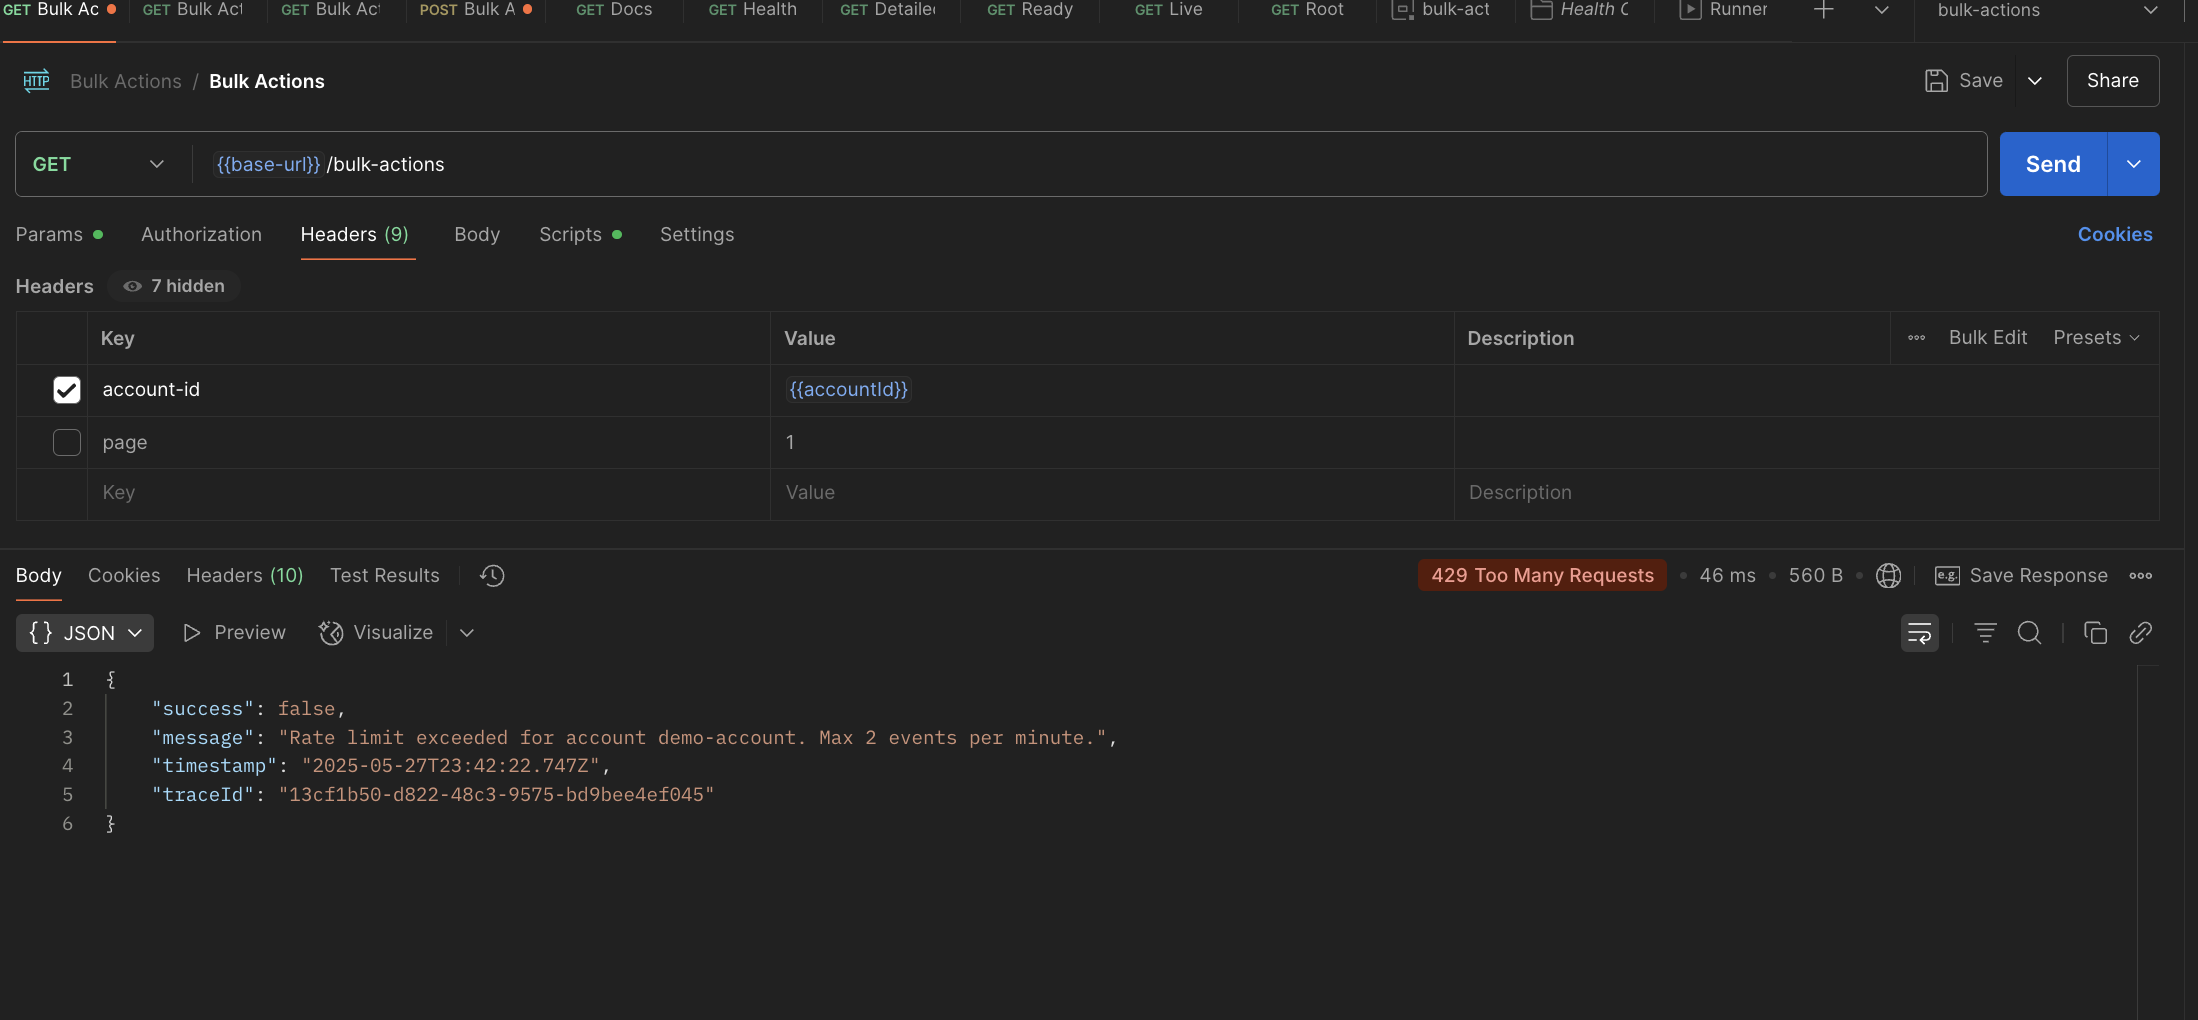 GET Bulk Ac GET Bulk Act GET Bulk Act POST Bulk A GET Docs GET Health GET Detailed GET Ready GET Live GET Root bulk-act Health C Runner bulk-actions
HTTP Bulk Actions / Bulk Actions Save Share
GET {{base-url}}/bulk-actions Send
Params Authorization Headers (9) Body Scripts Settings Cookies
Headers 7 hidden
Key Value Description Bulk Edit Presets
account-id {{accountId}}
page 1
Key Value Description
Body Cookies Headers (10) Test Results 429 Too Many Requests 46 ms 560 B e.g. Save Response
{} JSON Preview Visualize
1 {
2 "success": false,
3 "message": "Rate limit exceeded for account demo-account. Max 2 events per minute.",
4 "timestamp": "2025-05-27T23:42:22.747Z",
5 "traceId": "13cf1b50-d822-48c3-9575-bd9bee4ef045"
6 }